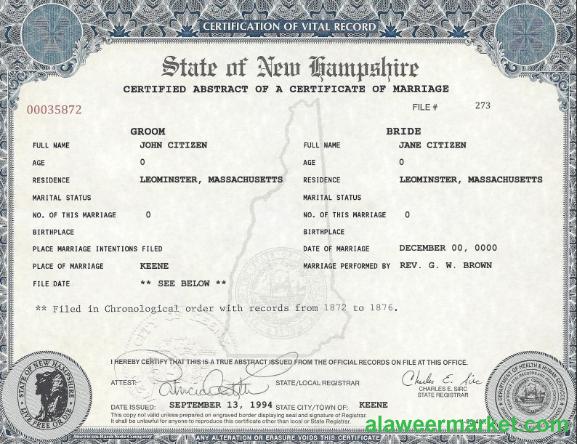 CERTIFICATION OF VITAL RECORD
State of New Hampshire
CERTIFIED ABSTRACT OF A CERTIFICATE OF MARRIAGE
00035872 FILE # 273
GROOM BRIDE
FULL NAME JOHN CITIZEN FULL NAME JANE CITIZEN
AGE 0 AGE 0
RESIDENCE LEOMINSTER, MASSACHUSETTS RESIDENCE LEOMINSTER, MASSACHUSETTS
MARITAL STATUS MARITAL STATUS
NO. OF THIS MARRIAGE 0 NO. OF THIS MARRIAGE 0
BIRTHPLACE BIRTHPLACE
PLACE MARRIAGE INTENTIONS FILED DATE OF MARRIAGE DECEMBER 00, 0000
PLACE OF MARRIAGE KEENE MARRIAGE PERFORMED BY REV. G. W. BROWN
FILE DATE ** SEE BELOW **
** Filed in Chronological order with records from 1872 to 1876.
I HEREBY CERTIFY THAT THIS IS A TRUE ABSTRACT ISSUED FROM THE OFFICIAL RECORDS ON FILE AT THIS OFFICE.
ATTEST: STATE/LOCAL REGISTRAR Charles E. Sirc
CHARLES E. SIRC
STATE REGISTRAR
DATE ISSUED: SEPTEMBER 13, 1994 STATE CITY/TOWN OF: KEENE
This copy not valid unless prepared on engraved border displaying seal and signature of Registrar.
It shall be unlawful for anyone to reproduce this certificate other than local or State Registrar.
STATE OF NEW HAMPSHIRE
LIVE FREE OR DIE
ANY ALTERATION OR ERASURE VOIDS THIS CERTIFICATE
alaweermarket.com